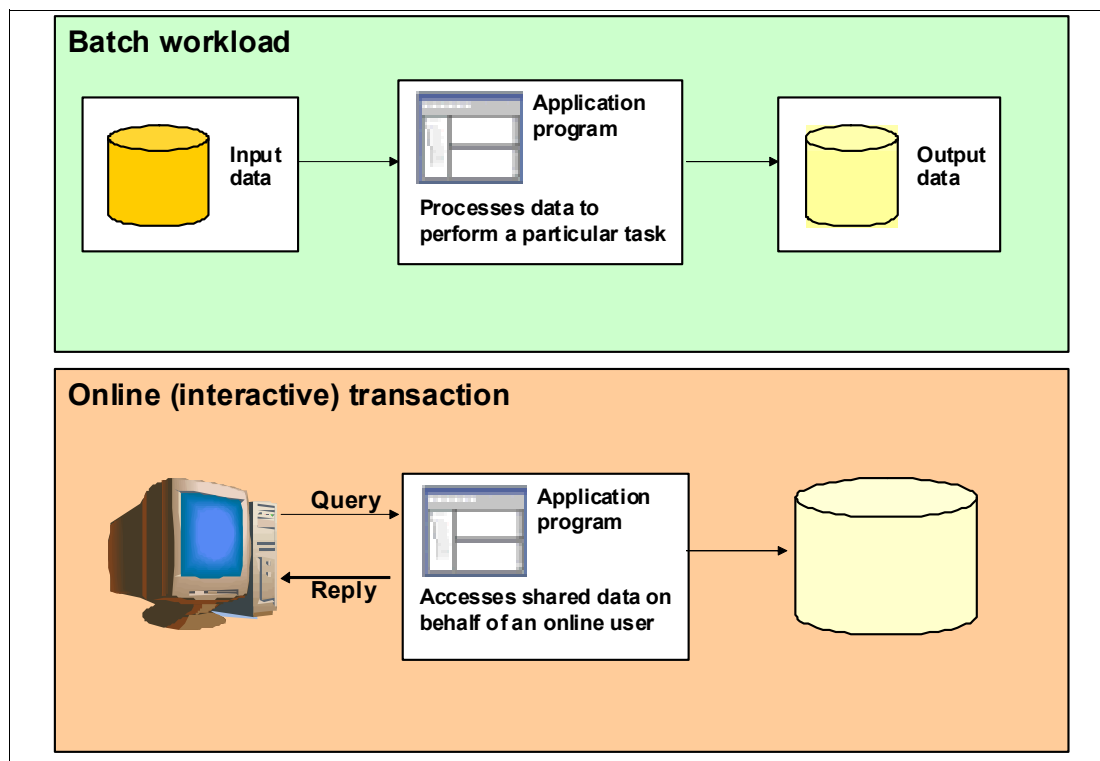 Batch workload
Input
data
Application
program
Processes data to
perform a particular task
Output
data
Online (interactive) transaction
Query
Reply
Application
program
Accesses shared data on
behalf of an online user